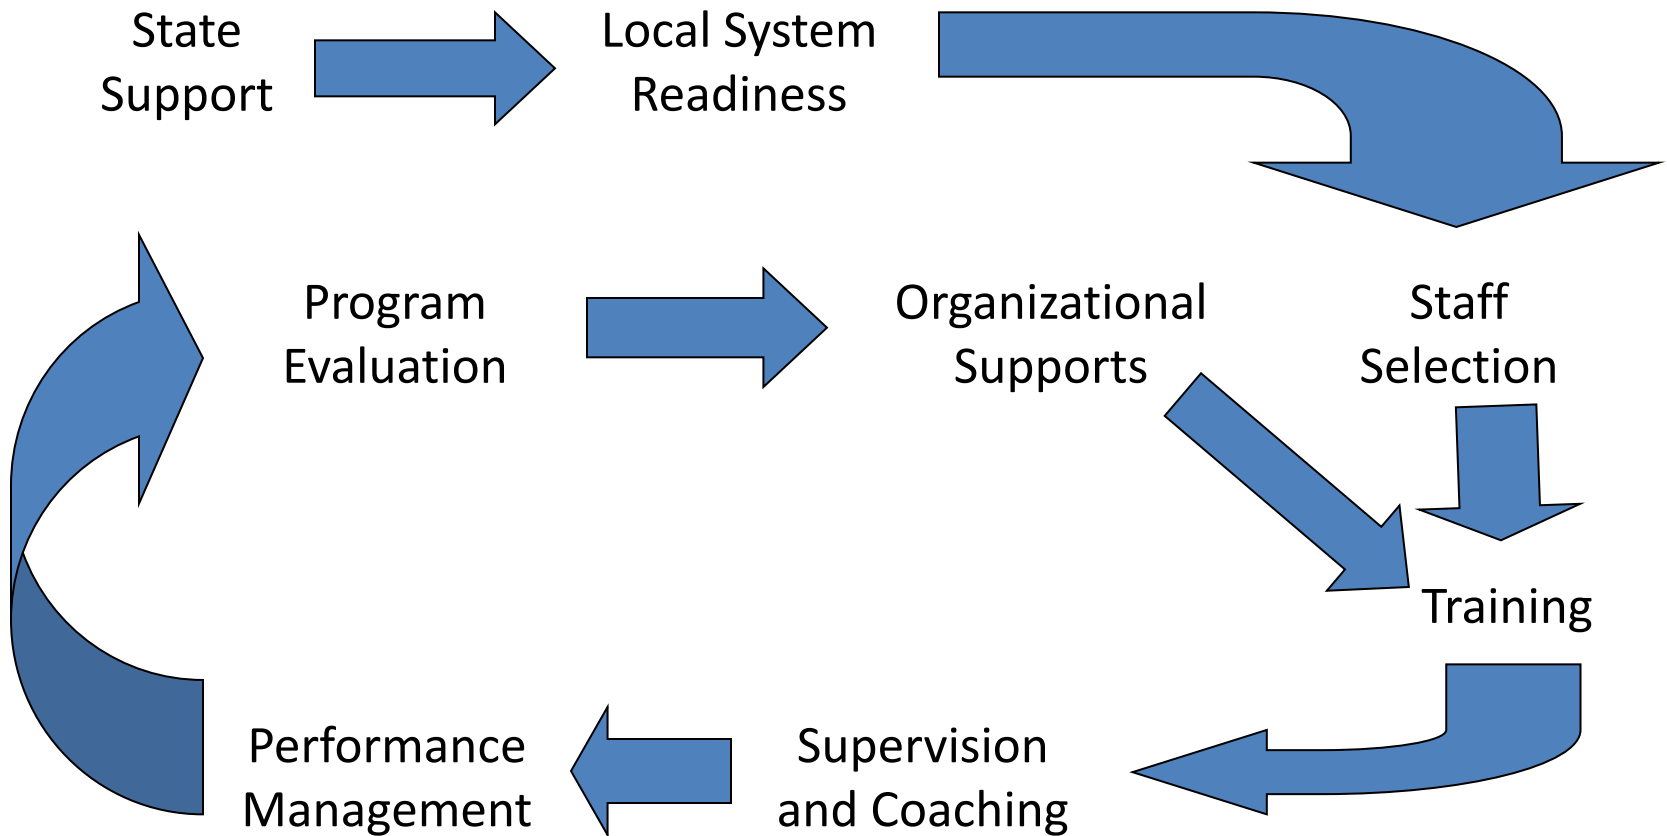 State
Support
Local System
Readiness
Program
Evaluation
Organizational
Supports
Staff
Selection
Training
Performance
Management
Supervision
and Coaching